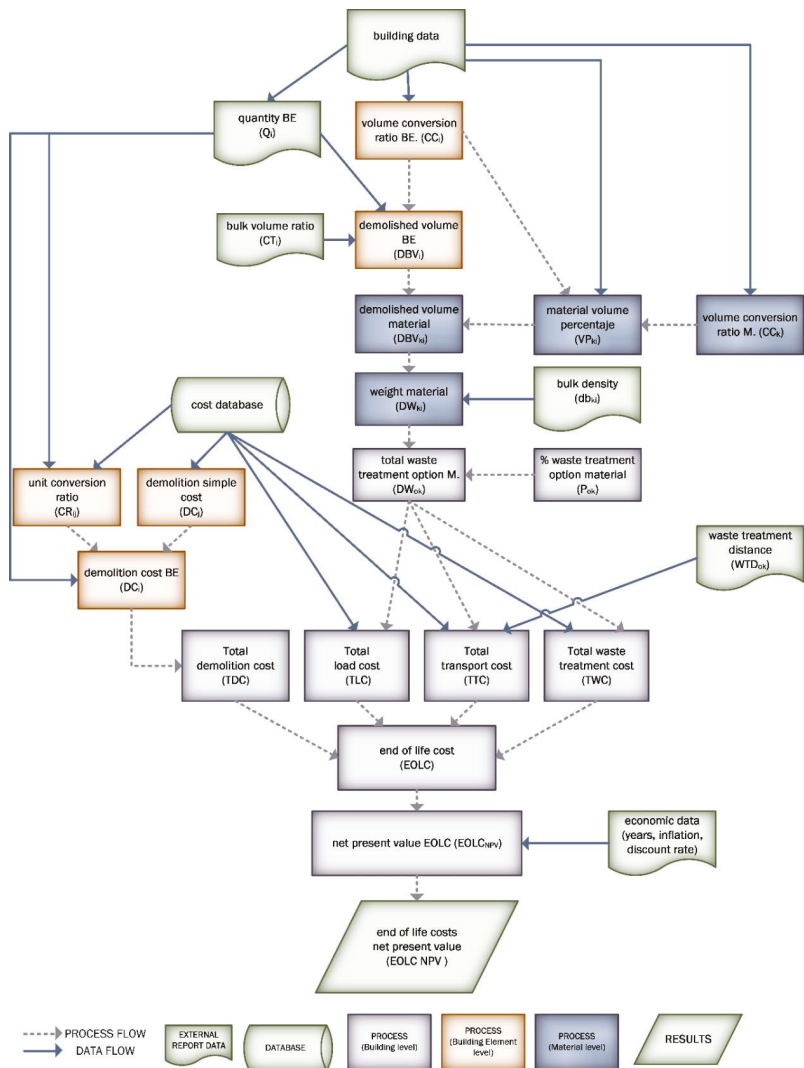 building data
quantity BE
(Qᵢ)
volume conversion
ratio BE. (CCᵢ)
bulk volume ratio
(CTᵢ)
demolished volume
BE
(DBVᵢ)
demolished volume
material
(DBVₖᵢ)
material volume
percentaje
(VPₖᵢ)
volume conversion
ratio M. (CCₖ)
weight material
(DWₖᵢ)
bulk density
(dbₖᵢ)
cost database
total waste
treatment option M.
(DWₒₖ)
% waste treatment
option material
(Pₒₖ)
unit conversion
ratio
(CRᵢⱼ)
demolition simple
cost
(DCⱼ)
waste treatment
distance
(WTDₒₖ)
demolition cost BE
(DCᵢ)
Total
demolition cost
(TDC)
Total
load cost
(TLC)
Total
transport cost
(TTC)
Total waste
treatment cost
(TWC)
end of life cost
(EOLC)
net present value EOLC (EOLCNPV)
economic data
(years, inflation,
discount rate)
end of life costs
net present value
(EOLC NPV )
PROCESS FLOW
DATA FLOW
EXTERNAL
REPORT DATA
DATABASE
PROCESS
(Building level)
PROCESS
(Building Element
level)
PROCESS
(Material level)
RESULTS